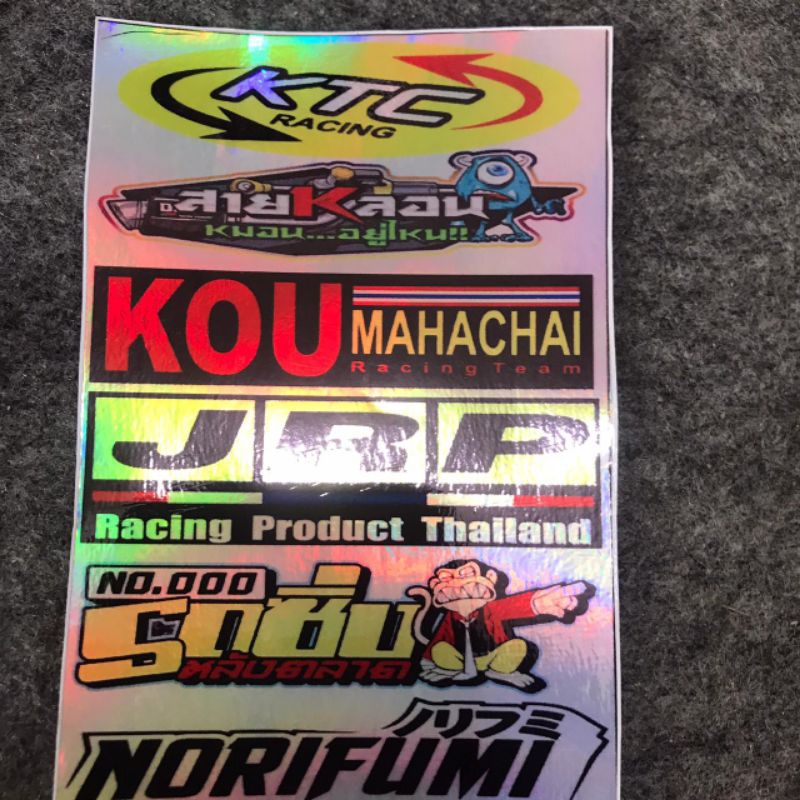 KTC
RACING
สายหลอน
หมอน...อยู่ไหน!!
KOU
MAHACHAI
Racing Team
JRP
Racing Product Thailand
NO.000
รถซิ่ง
หลังตลาด
ノリフミ
NORIFUMI